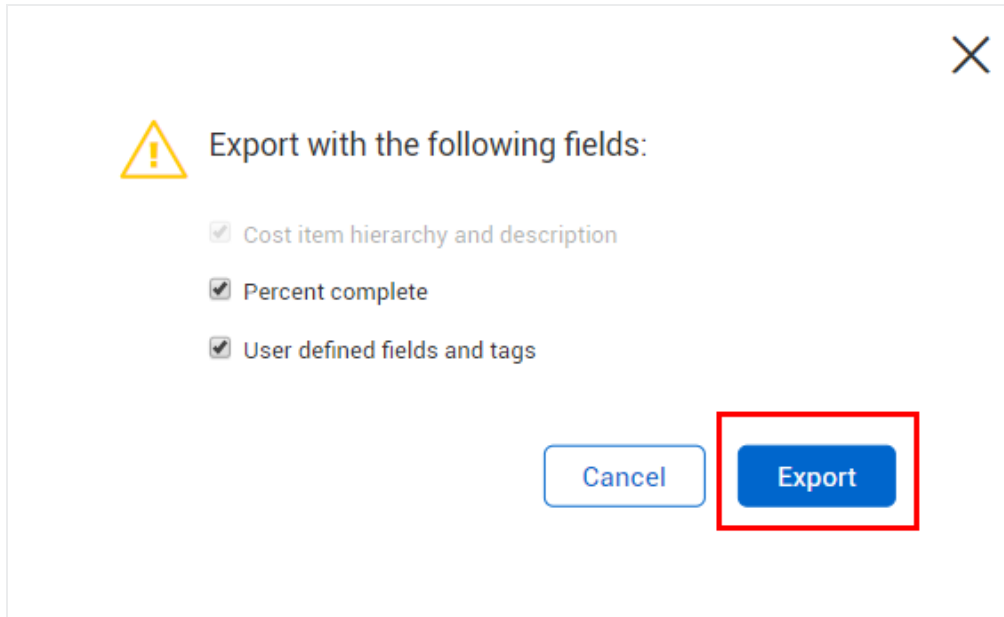 Export with the following fields:
Cost item hierarchy and description
Percent complete
User defined fields and tags
Cancel
Export